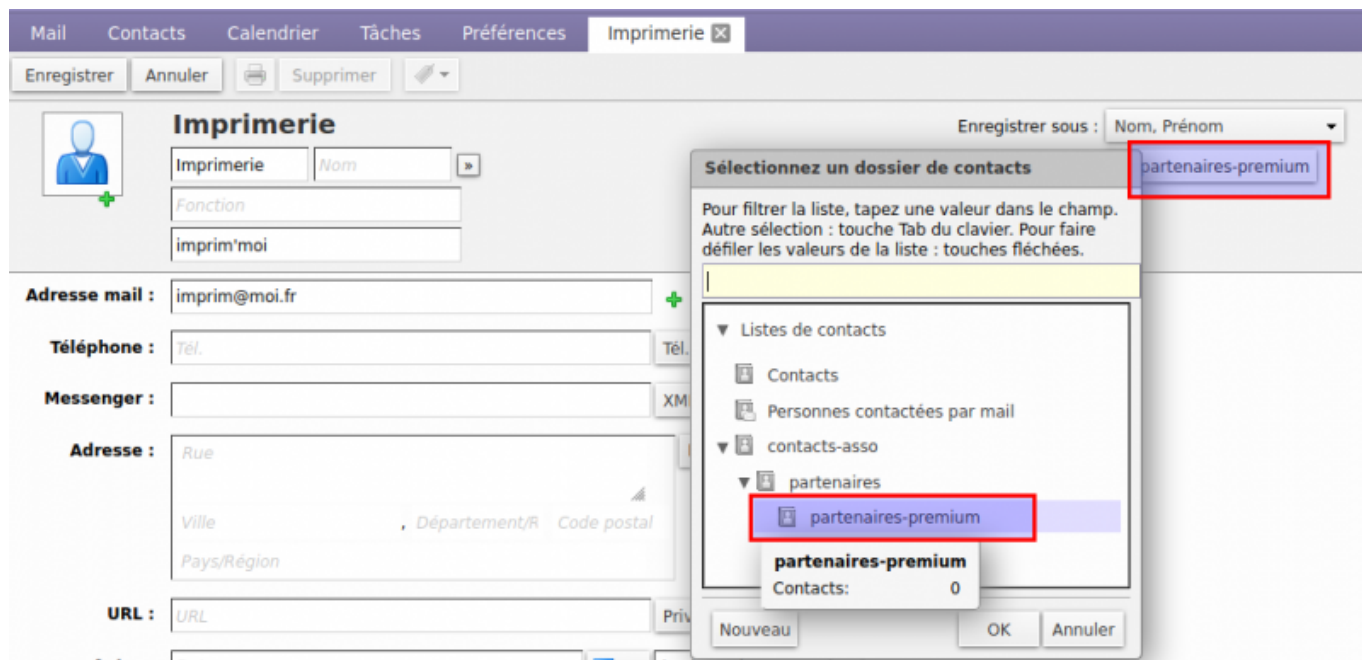 Mail Contacts Calendrier Tâches Préférences Imprimerie
Enregistrer Annuler Supprimer
Imprimerie
Enregistrer sous : Nom, Prénom
Imprimerie Nom »
partenaires-premium
Fonction
imprim'moi
Sélectionnez un dossier de contacts
Pour filtrer la liste, tapez une valeur dans le champ.
Autre sélection : touche Tab du clavier. Pour faire
défiler les valeurs de la liste : touches fléchées.
Adresse mail : imprim@moi.fr
Téléphone : Tél. Tél.
Messenger : XM
Adresse : Rue
Ville , Département/R Code postal
Pays/Région
URL : URL Priv
Listes de contacts
Contacts
Personnes contactées par mail
contacts-asso
partenaires
partenaires-premium
partenaires-premium
Contacts: 0
Nouveau OK Annuler